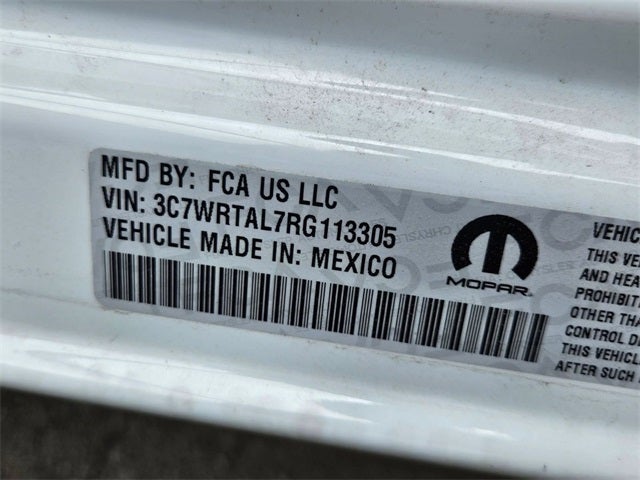 MFD BY: FCA US LLC
VIN: 3C7WRTAL7RG113305
VEHICLE MADE IN: MEXICO
MOPAR
VEHIC
THIS VE
AND HEA
PROHIBIT
OTHER THA
CONTROL DE
THIS VEHICL
AFTER SUCH